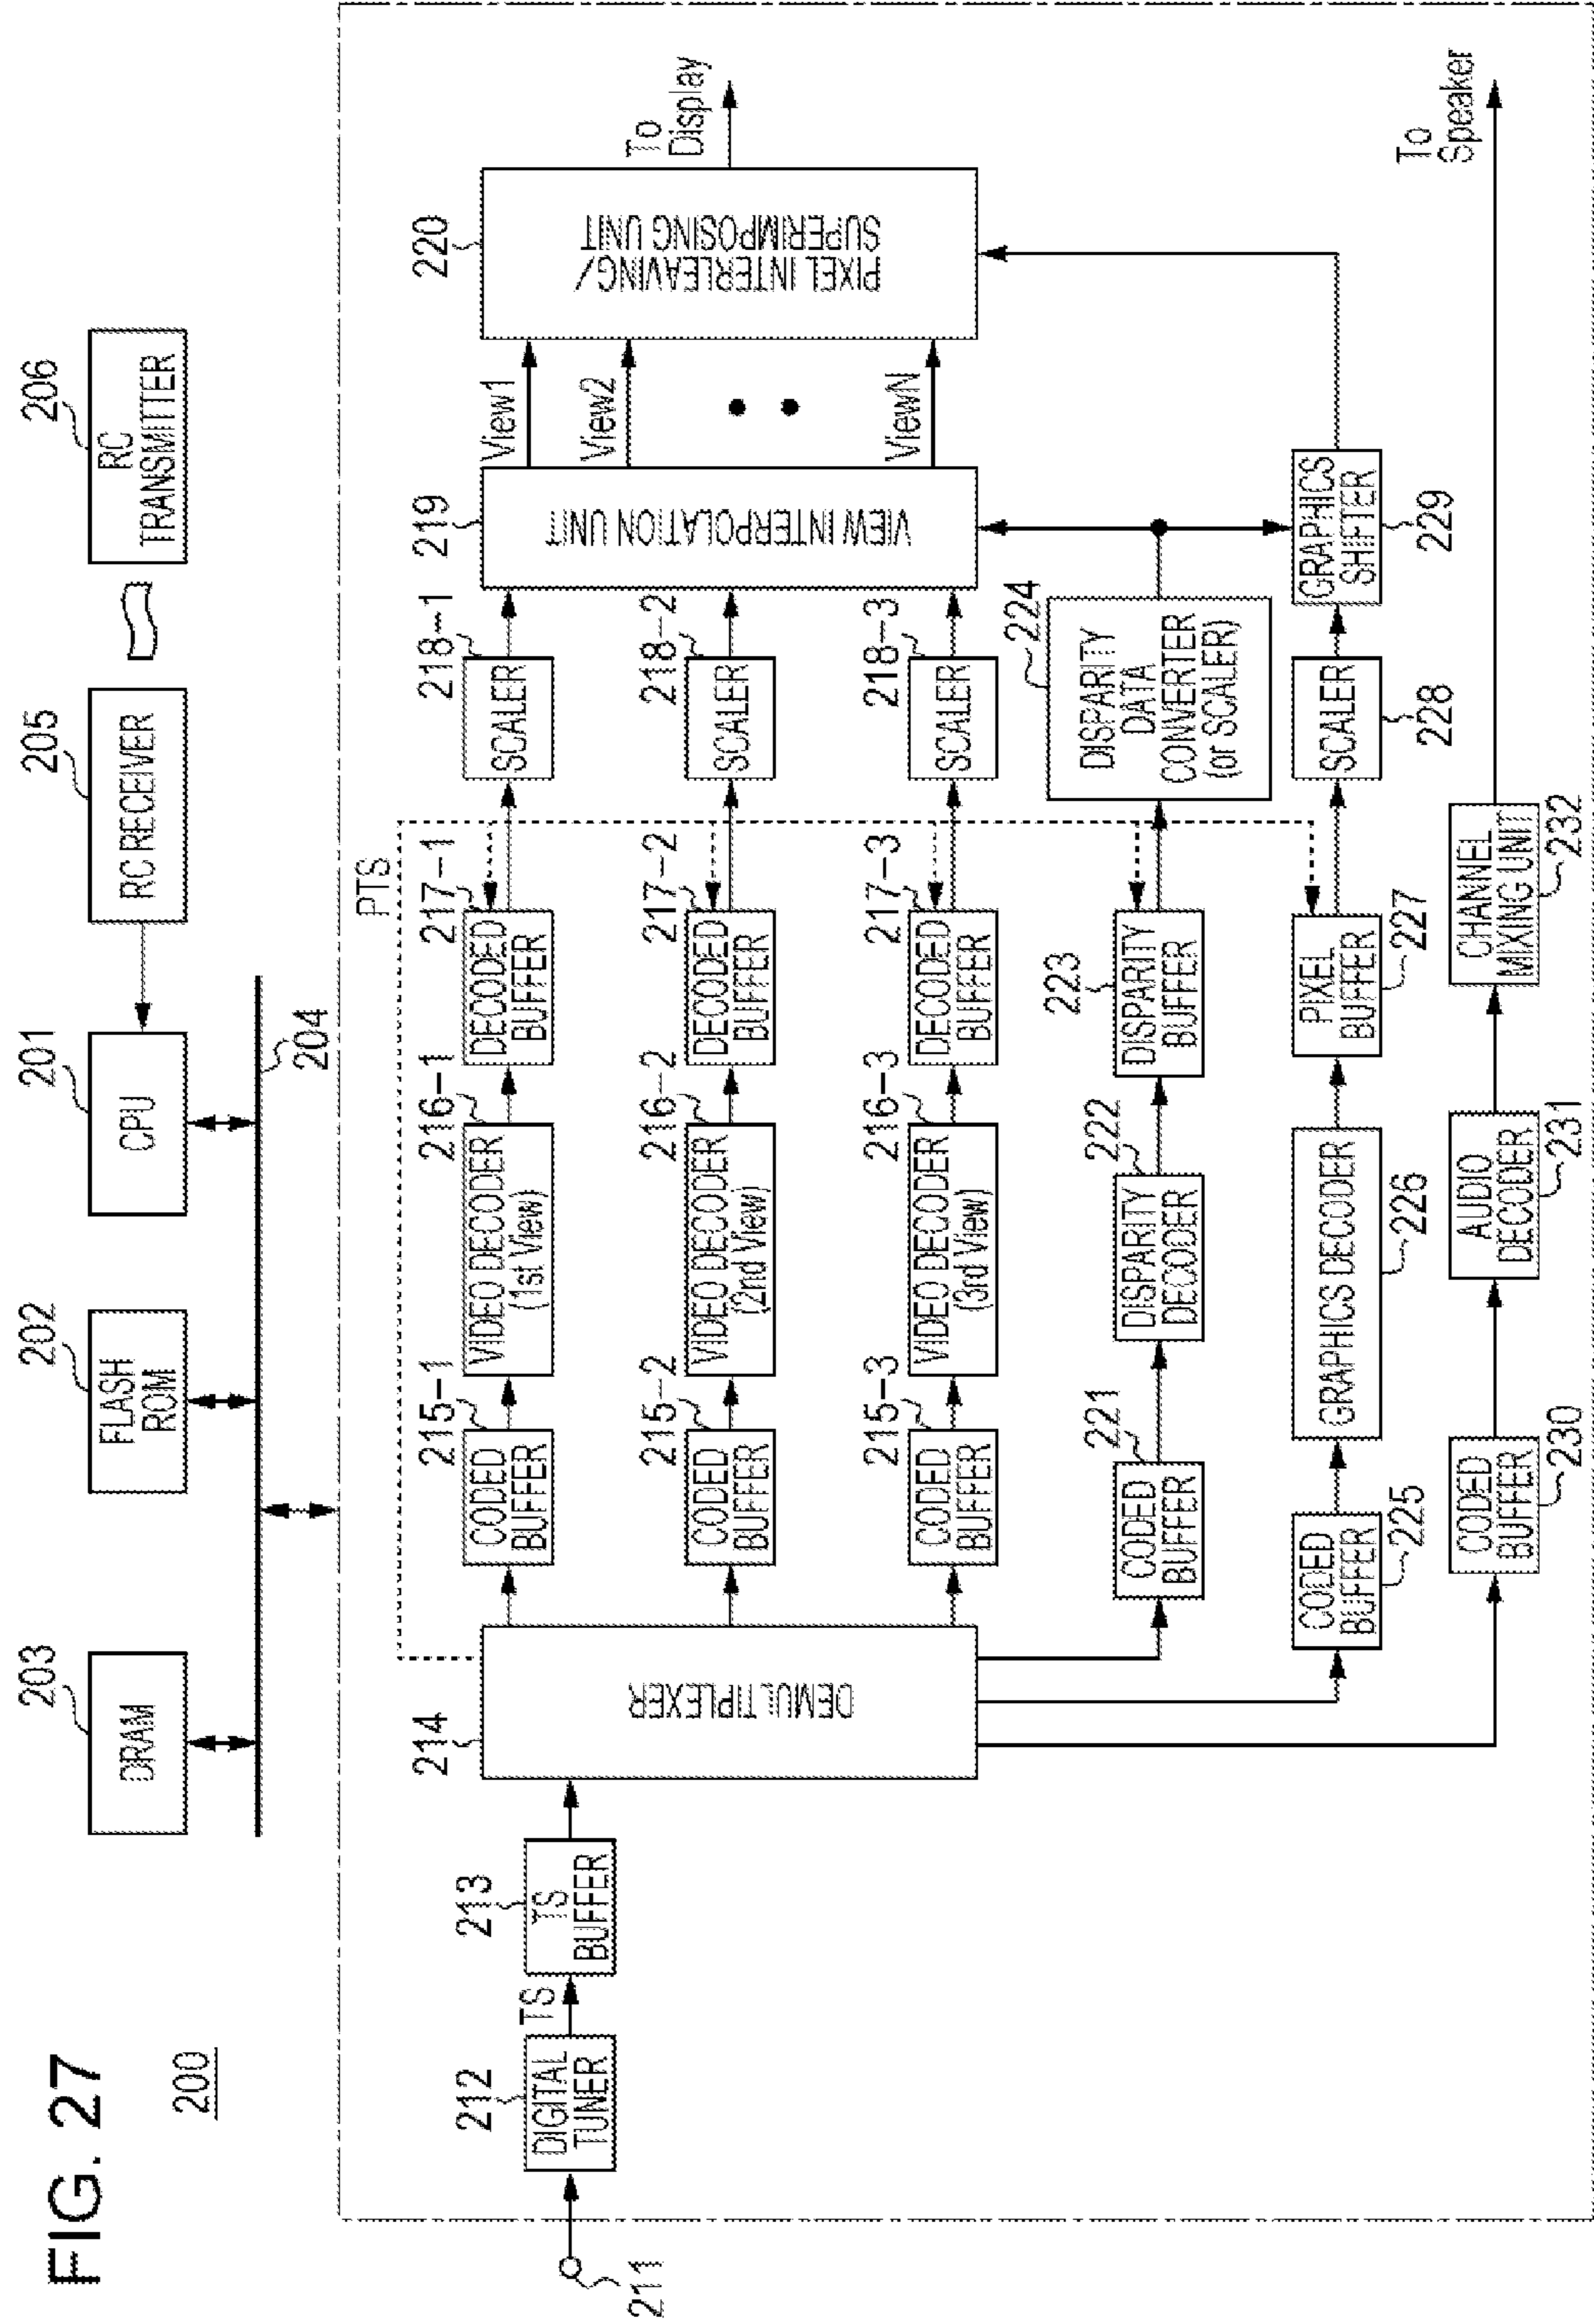 FIG. 27
200
203
DRAM
202
FLASH
ROM
201
CPU
205
RC RECEIVER
206
RC
TRANSMITTER
204
211
212
DIGITAL
TUNER
TS
213
TS
BUFFER
214
DEMULTIPLEXER
PTS
215-1
CODED
BUFFER
216-1
VIDEO DECODER
(1st View)
217-1
DECODED
BUFFER
218-1
SCALER
215-2
CODED
BUFFER
216-2
VIDEO DECODER
(2nd View)
217-2
DECODED
BUFFER
218-2
SCALER
215-3
CODED
BUFFER
216-3
VIDEO DECODER
(3rd View)
217-3
DECODED
BUFFER
218-3
SCALER
219
VIEW INTERPOLATION UNIT
View1
View2
ViewN
220
PIXEL INTERLEAVING/
SUPERIMPOSING UNIT
To
Display
221
CODED
BUFFER
222
DISPARITY
DECODER
223
DISPARITY
BUFFER
224
DISPARITY
DATA
CONVERTER
(or SCALER)
CODED
BUFFER
225
GRAPHICS DECODER
226
PIXEL
BUFFER
227
SCALER
228
GRAPHICS
SHIFTER
229
CODED
BUFFER
230
AUDIO
DECODER
231
CHANNEL
MIXING UNIT
232
To
Speaker